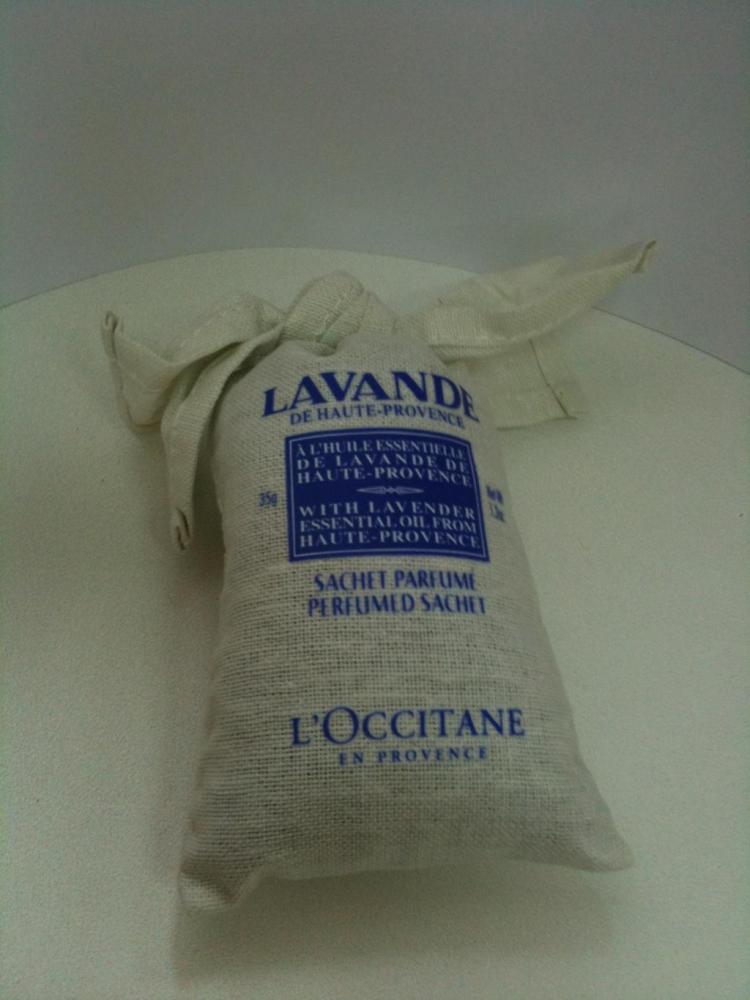 LAVANDE
DE HAUTE-PROVENCE
À L'HUILE ESSENTIELLE
DE LAVANDE DE
HAUTE-PROVENCE
35g
WITH LAVENDER
ESSENTIAL OIL FROM
HAUTE-PROVENCE
SACHET PARFUMÉ
PERFUMED SACHET
L'OCCITANE
EN PROVENCE